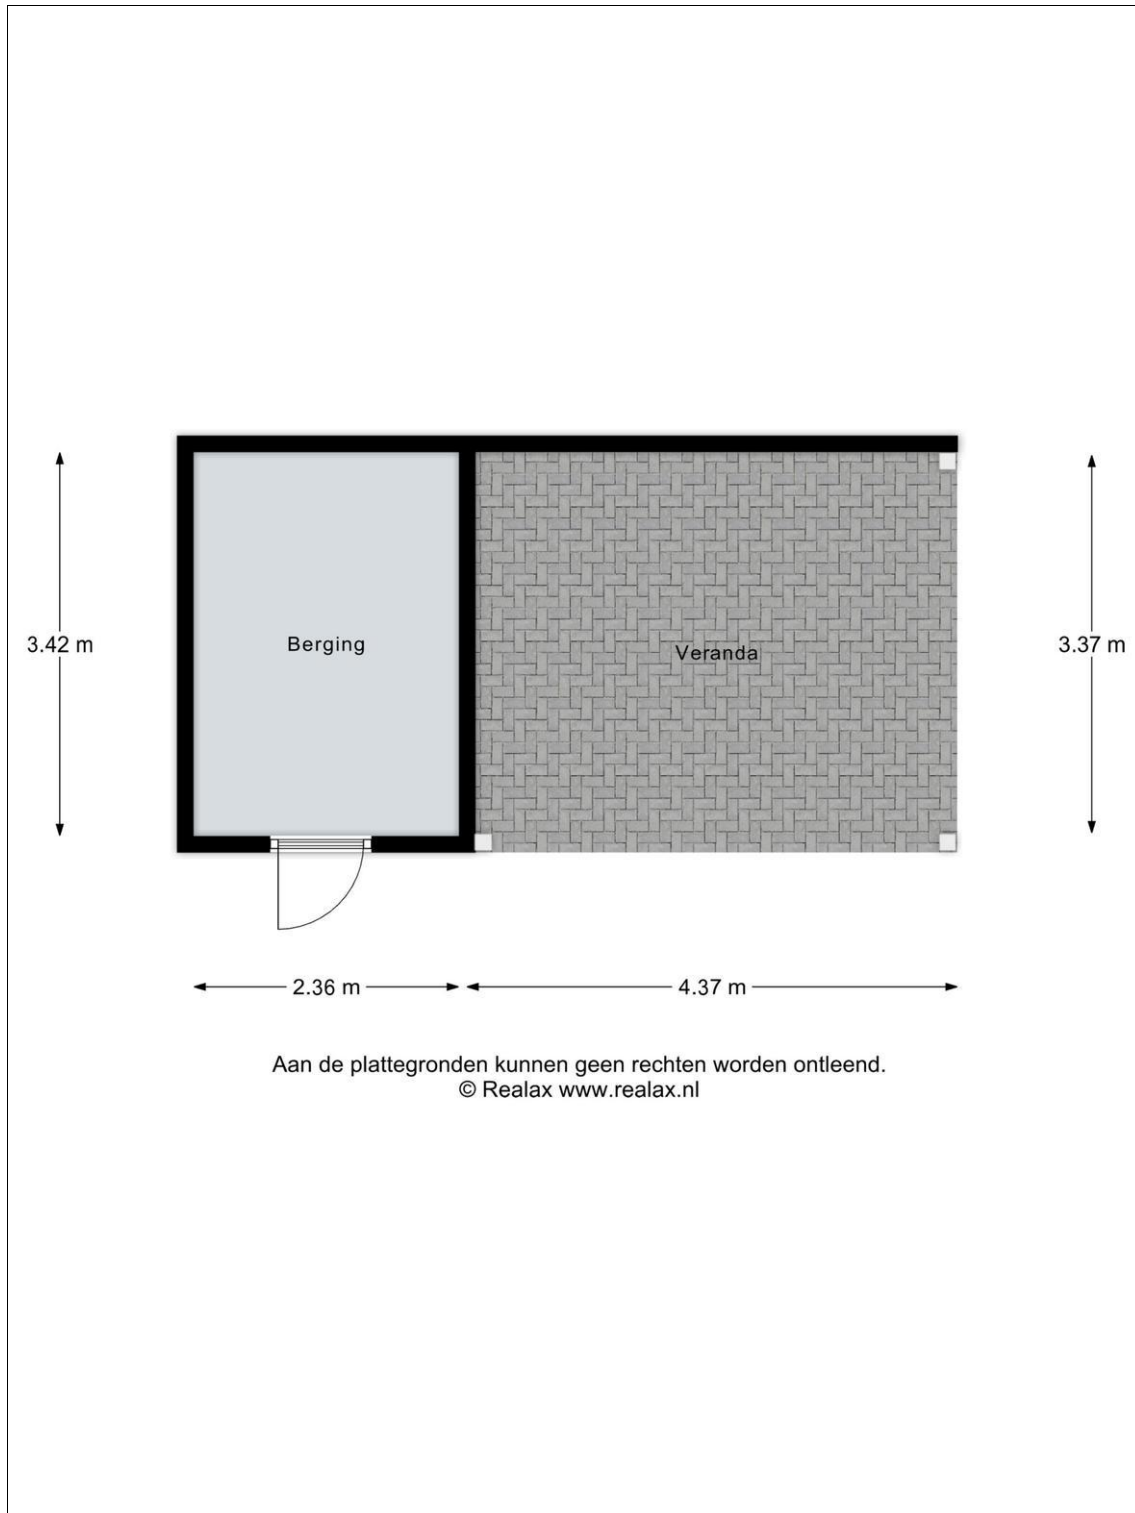 Berging
Veranda
3.42 m
3.37 m
2.36 m
4.37 m
Aan de plattegronden kunnen geen rechten worden ontleend.
© Realax www.realax.nl